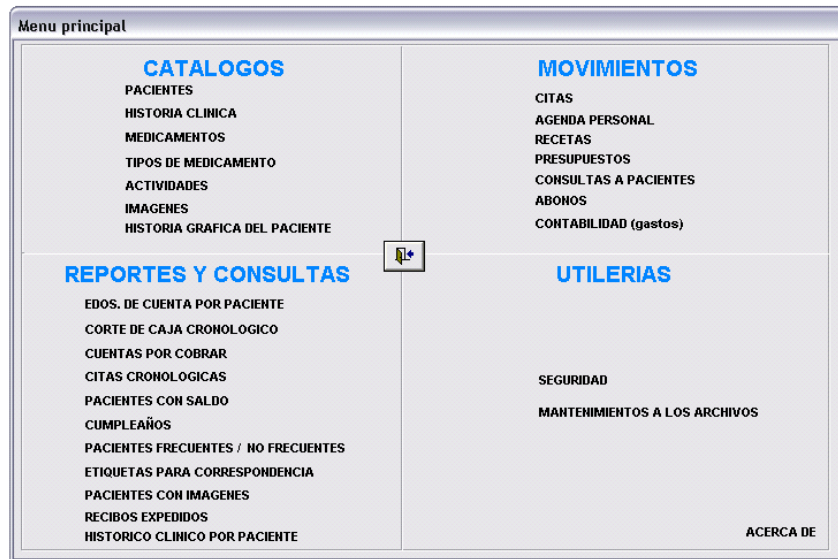 Menu principal
CATALOGOS
PACIENTES
HISTORIA CLINICA
MEDICAMENTOS
TIPOS DE MEDICAMENTO
ACTIVIDADES
IMAGENES
HISTORIA GRAFICA DEL PACIENTE
MOVIMIENTOS
CITAS
AGENDA PERSONAL
RECETAS
PRESUPUESTOS
CONSULTAS A PACIENTES
ABONOS
CONTABILIDAD (gastos)
REPORTES Y CONSULTAS
EDOS. DE CUENTA POR PACIENTE
CORTE DE CAJA CRONOLOGICO
CUENTAS POR COBRAR
CITAS CRONOLOGICAS
PACIENTES CON SALDO
CUMPLEAÑOS
PACIENTES FRECUENTES / NO FRECUENTES
ETIQUETAS PARA CORRESPONDENCIA
PACIENTES CON IMAGENES
RECIBOS EXPEDIDOS
HISTORICO CLINICO POR PACIENTE
UTILERIAS
SEGURIDAD
MANTENIMIENTOS A LOS ARCHIVOS
ACERCA DE